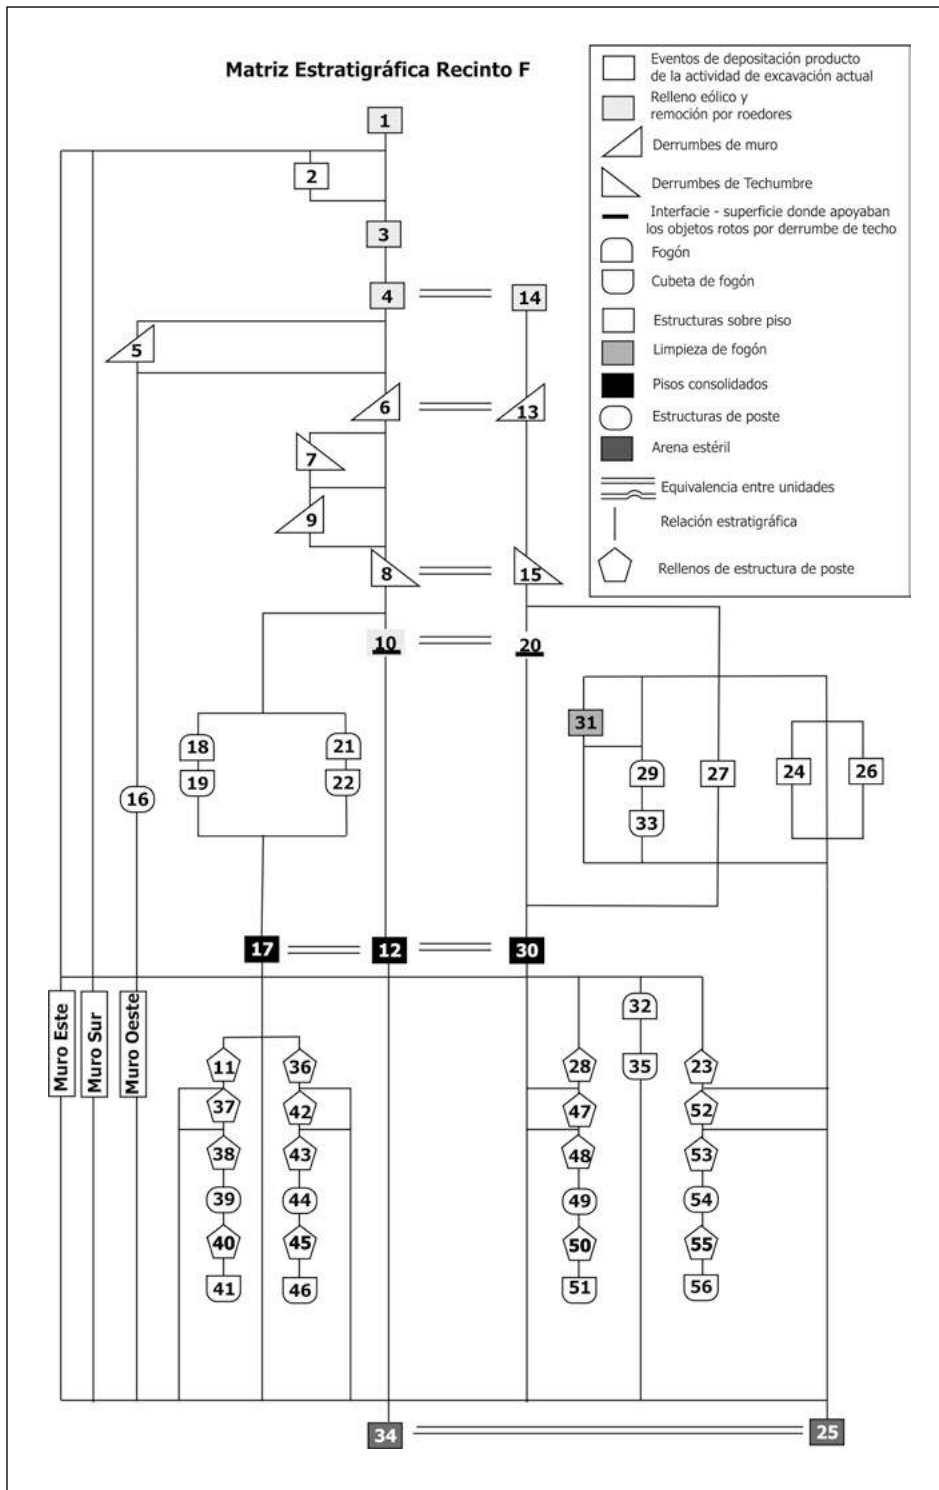 Matriz Estratigráfica Recinto F
Eventos de depositación producto
de la actividad de excavación actual
Relleno eólico y
remoción por roedores
Derrumbes de muro
Derrumbes de Techumbre
Interfacie - superficie donde apoyaban
los objetos rotos por derrumbe de techo
Fogón
Cubeta de fogón
Estructuras sobre piso
Limpieza de fogón
Pisos consolidados
Estructuras de poste
Arena estéril
Equivalencia entre unidades
Relación estratigráfica
Rellenos de estructura de poste
1
2
3
4 14
5
6 13
7
9
8 15
10 20
31
18 21
29 27 24 26
19 22
16
33
17 12 30
32
Muro Este
Muro Sur
Muro Oeste
11 36 28 35 23
37 42 47 52
38 43 48 53
39 44 49 54
40 45 50 55
41 46 51 56
34 25